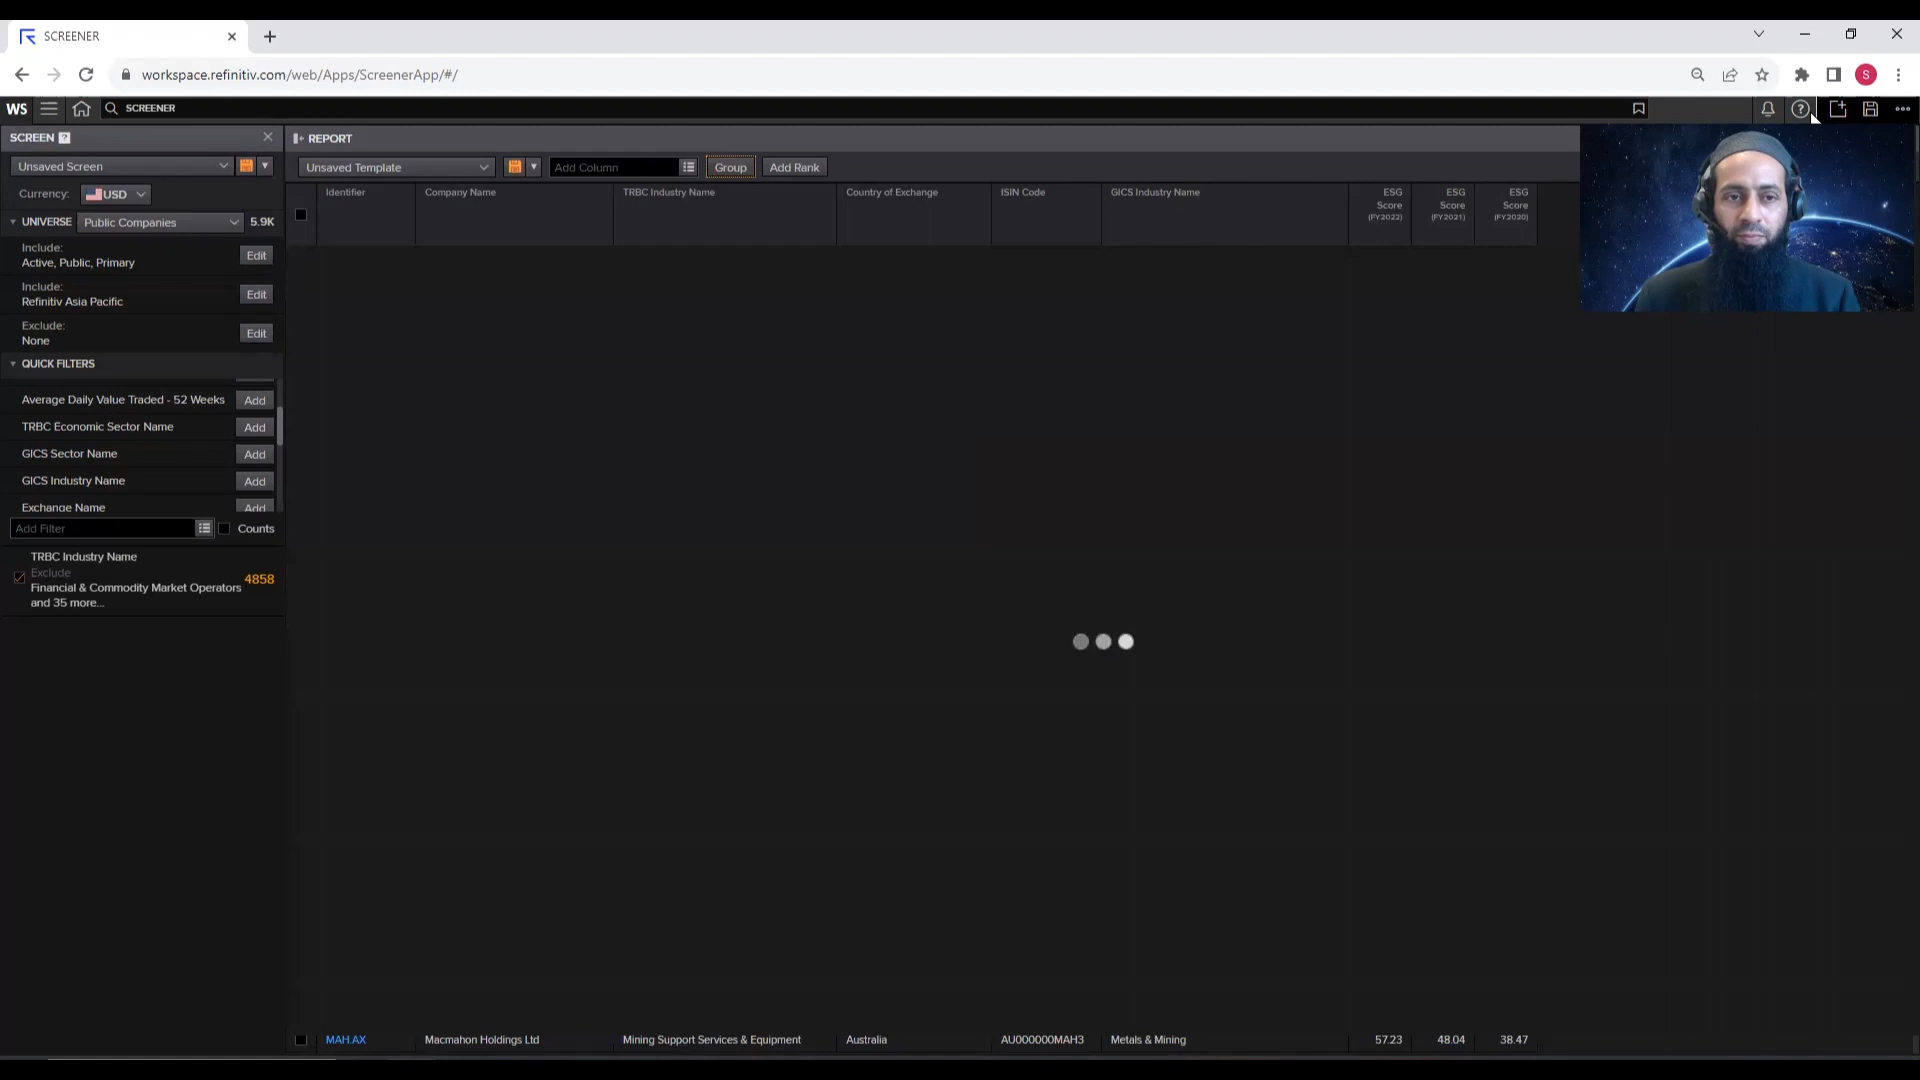 SCREENER
workspace.refinitiv.com/web/Apps/ScreenerApp/#/
S
WS
SCREENER
SCREEN ?
REPORT
Unsaved Screen
Unsaved Template
Add Column
Group
Add Rank
Currency:
USD
UNIVERSE
Public Companies
5.9K
Include:
Active, Public, Primary
Edit
Include:
Refinitiv Asia Pacific
Edit
Exclude:
None
Edit
QUICK FILTERS
Average Daily Value Traded - 52 Weeks
Add
TRBC Economic Sector Name
Add
GICS Sector Name
Add
GICS Industry Name
Add
Exchange Name
Add
Add Filter
Counts
TRBC Industry Name
Exclude
Financial & Commodity Market Operators
and 35 more...
4858
Identifier
Company Name
TRBC Industry Name
Country of Exchange
ISIN Code
GICS Industry Name
ESG
Score
(FY2022)
ESG
Score
(FY2021)
ESG
Score
(FY2020)
MAH.AX
Macmahon Holdings Ltd
Mining Support Services & Equipment
Australia
AU000000MAH3
Metals & Mining
57.23
48.04
38.47